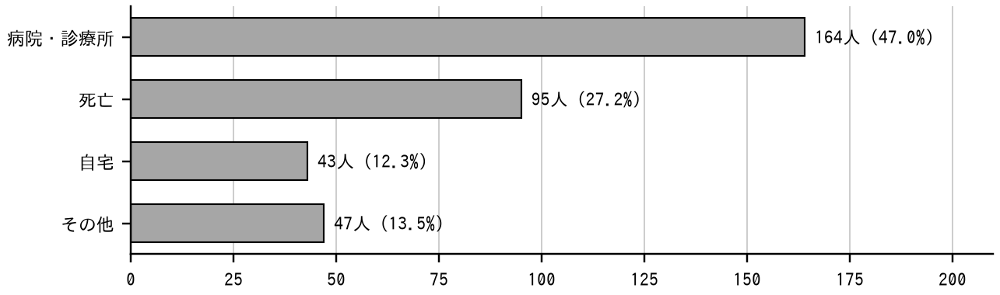 病院・診療所 164人 (47.0%)
死亡 95人 (27.2%)
自宅 43人 (12.3%)
その他 47人 (13.5%)
0 25 50 75 100 125 150 175 200